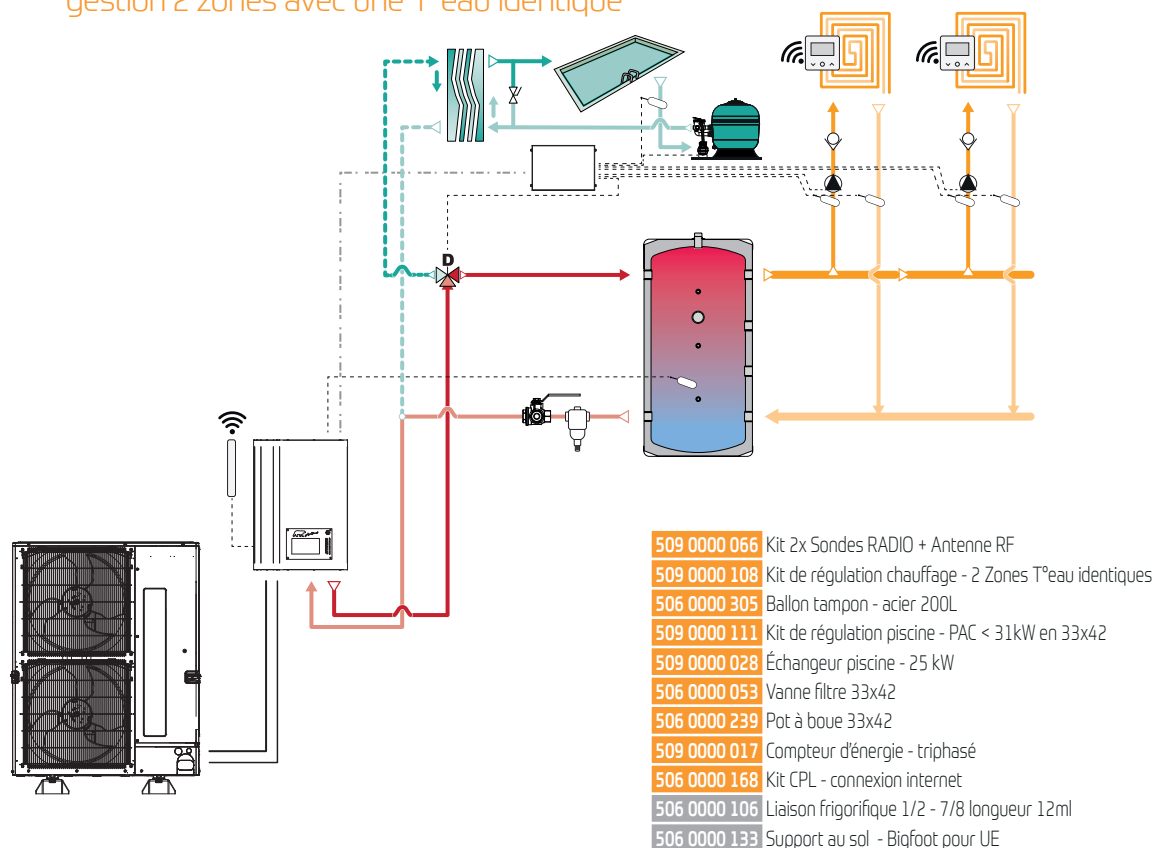 gestion 2 zones avec une T°eau identique
D
509 0000 066 Kit 2x Sondes RADIO + Antenne RF
509 0000 108 Kit de régulation chauffage - 2 Zones T°eau identiques
506 0000 305 Ballon tampon - acier 200L
509 0000 111 Kit de régulation piscine - PAC < 31kW en 33x42
509 0000 028 Échangeur piscine - 25 kW
506 0000 053 Vanne filtre 33x42
506 0000 239 Pot à boue 33x42
509 0000 017 Compteur d'énergie - triphasé
506 0000 168 Kit CPL - connexion internet
506 0000 106 Liaison frigorifique 1/2 - 7/8 longueur 12ml
506 0000 133 Support au sol - Bigfoot pour UE